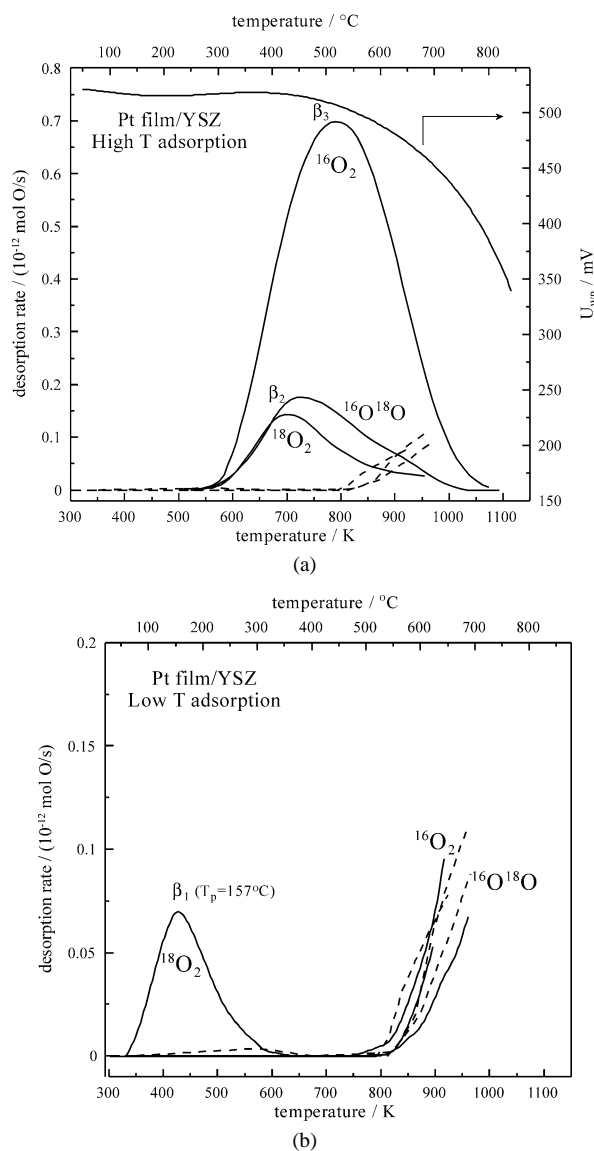 temperature / °C
100 200 300 400 500 600 700 800
0.8
0.7
0.6
0.5
0.4
0.3
0.2
0.1
0
desorption rate / (10⁻¹² mol O/s)
Pt film/YSZ
High T adsorption
β₃
¹⁶O₂
β₂
¹⁶O¹⁸O
¹⁸O₂
500
450
400
350
300
250
200
150
/ mV
300 400 500 600 700 800 900 1000 1100
temperature / K
(a)
temperature / °C
100 200 300 400 500 600 700 800
0.2
0.15
0.1
0.05
0
desorption rate / (10⁻¹² mol O/s)
Pt film/YSZ
Low T adsorption
β₁ (Tₚ=157°C)
¹⁸O₂
¹⁶O₂
¹⁶O¹⁸O
300 400 500 600 700 800 900 1000 1100
temperature / K
(b)